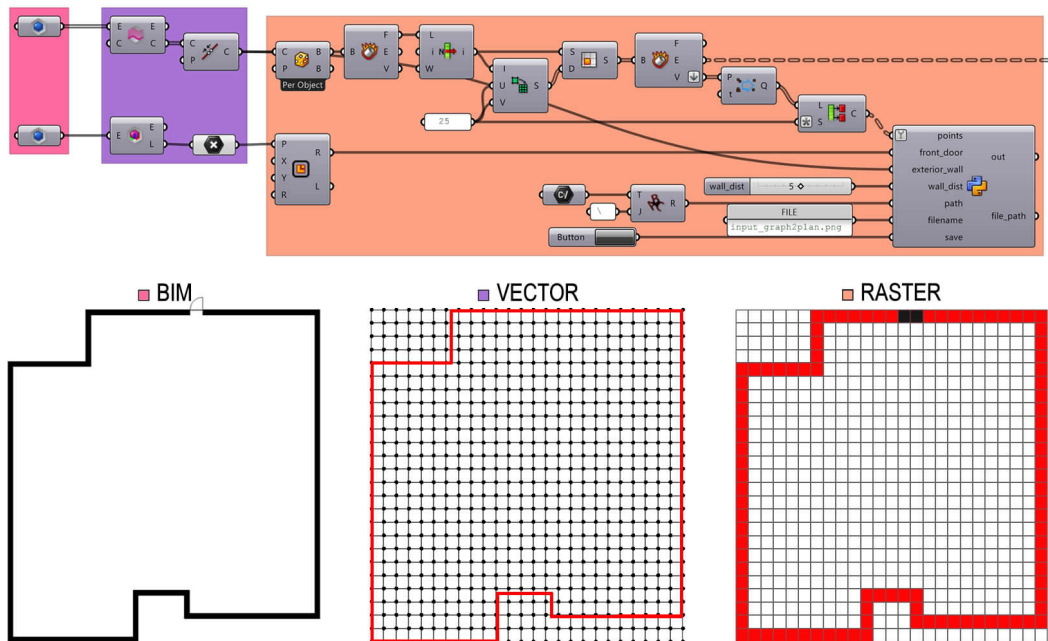 E E
C C
C C
P
C B
P B
Per Object
B F
E
V
L
i i
W
I
U S
V
25
S S
D
B F
E
V
P Q
t
L C
S
E E
L
P R
X
Y L
R
C:/
\
T R
J
wall_dist 5
FILE
input_graph2plan.png
Button
points
front_door out
exterior_wall
wall_dist
path
filename file_path
save
BIM
VECTOR
RASTER